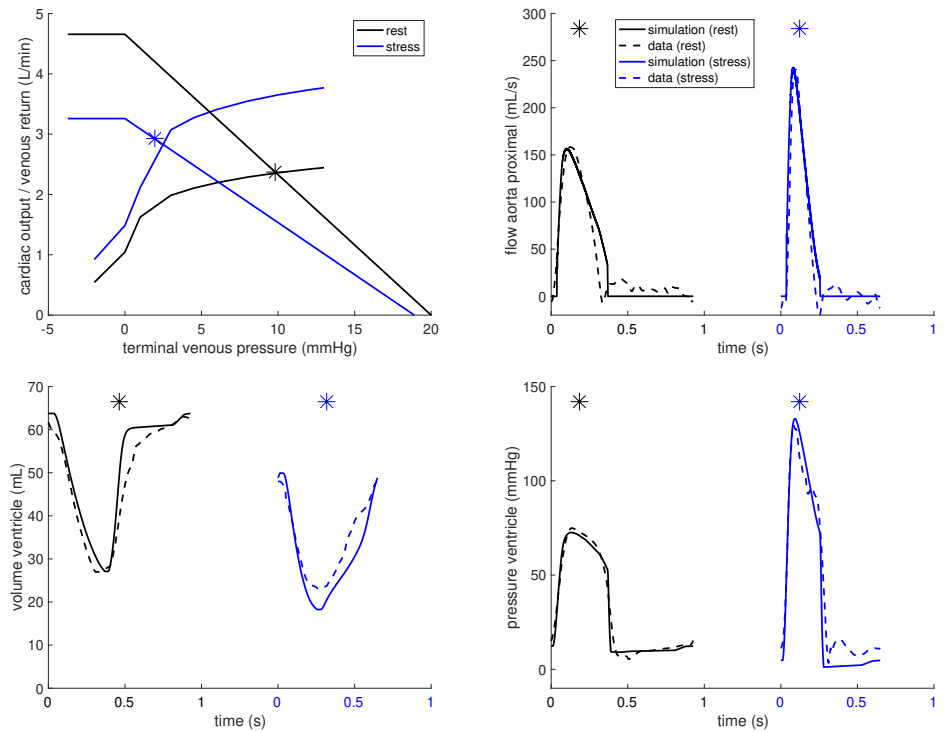 cardiac output / venous return (L/min)
5
4
3
2
1
0
-5 0 5 10 15 20
terminal venous pressure (mmHg)
rest
stress
flow aorta proximal (mL/s)
300
250
200
150
100
50
0
0 0.5 1 0 0.5 1
time (s) time (s)
simulation (rest)
data (rest)
simulation (stress)
data (stress)
volume ventricle (mL)
70
60
50
40
30
20
10
0
0 0.5 1 0 0.5 1
time (s) time (s)
pressure ventricle (mmHg)
150
100
50
0
0 0.5 1 0 0.5 1
time (s) time (s)